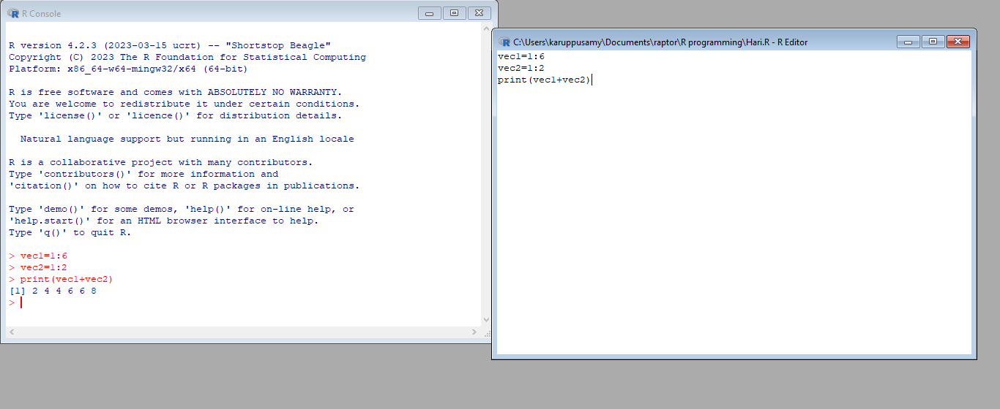 R Console
R version 4.2.3 (2023-03-15 ucrt) -- "Shortstop Beagle"
Copyright (C) 2023 The R Foundation for Statistical Computing
Platform: x86_64-w64-mingw32/x64 (64-bit)
R is free software and comes with ABSOLUTELY NO WARRANTY.
You are welcome to redistribute it under certain conditions.
Type 'license()' or 'licence()' for distribution details.
Natural language support but running in an English locale
R is a collaborative project with many contributors.
Type 'contributors()' for more information and
'citation()' on how to cite R or R packages in publications.
Type 'demo()' for some demos, 'help()' for on-line help, or
'help.start()' for an HTML browser interface to help.
Type 'q()' to quit R.
> vec1=1:6
> vec2=1:2
> print(vec1+vec2)
[1] 2 4 4 6 6 8
>
C:\Users\karuppusamy\Documents\raptor\R programming\Hari.R - R Editor
vec1=1:6
vec2=1:2
print(vec1+vec2)